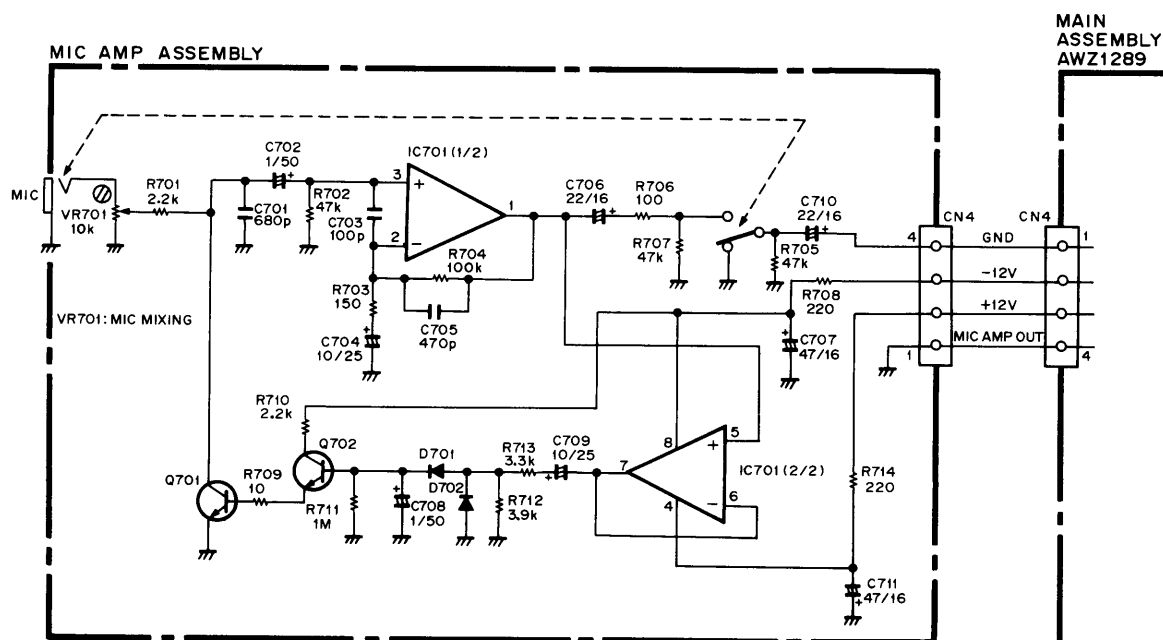 MAIN
ASSEMBLY
AWZ1289
MIC AMP ASSEMBLY
MIC
VR701
10k
R701
2.2k
C701
680p
C702
1/50
R702
47k
C703
100p
IC701 (1/2)
3
+
2
−
1
R704
100k
C705
470p
R703
150
C704
10/25
VR701: MIC MIXING
C706
22/16
R706
100
R707
47k
C710
22/16
R705
47k
R708
220
C707
47/16
CN4
CN4
4
GND
1
−12V
+12V
1
MIC AMP OUT
4
R710
2.2k
Q702
Q701
R709
10
R711
1M
D701
D702
C708
1/50
R713
3.3k
R712
3.9k
C709
10/25
7
8
5
+
6
−
4
IC701 (2/2)
R714
220
C711
47/16